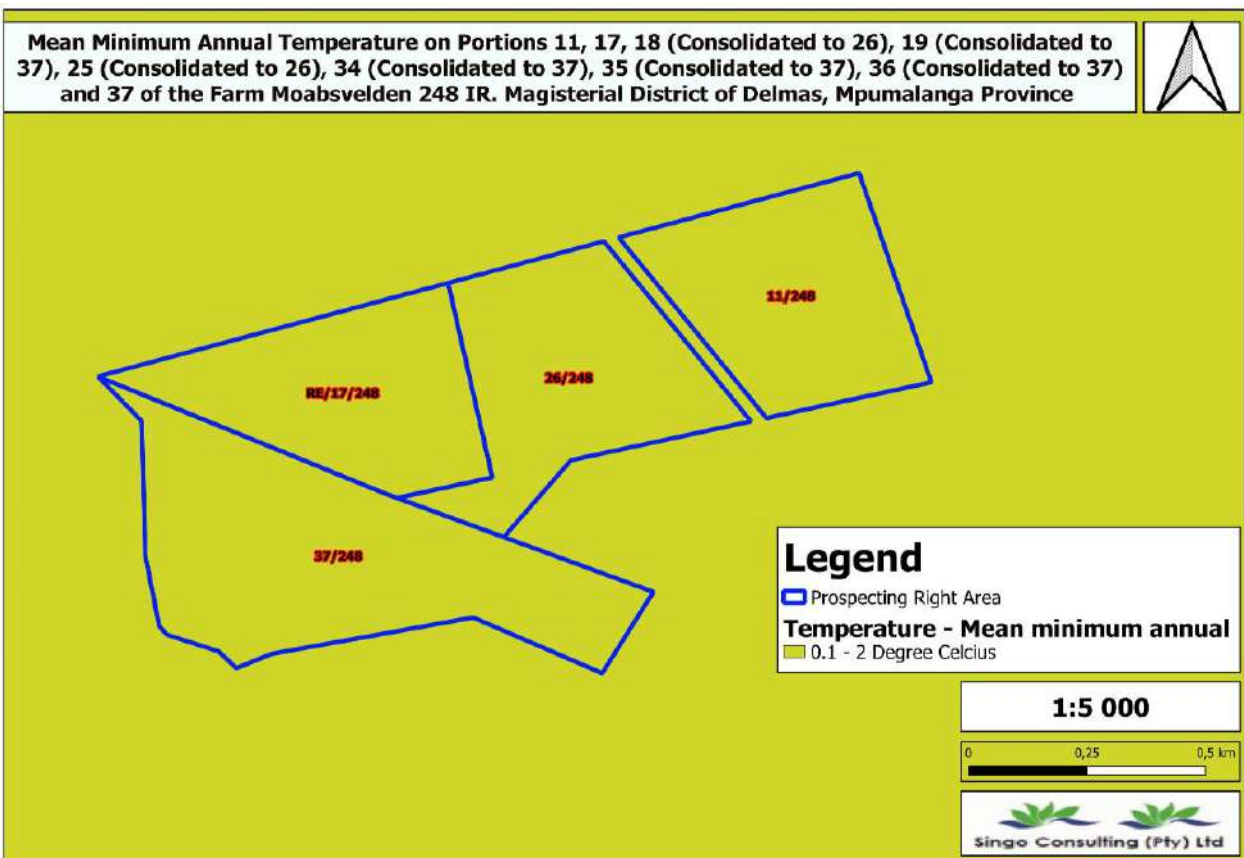 Mean Minimum Annual Temperature on Portions 11, 17, 18 (Consolidated to 26), 19 (Consolidated to
37), 25 (Consolidated to 26), 34 (Consolidated to 37), 35 (Consolidated to 37), 36 (Consolidated to 37)
and 37 of the Farm Moabsvelden 248 IR. Magisterial District of Delmas, Mpumalanga Province
11/248
26/248
RE/17/248
37/248
Legend
Prospecting Right Area
Temperature - Mean minimum annual
0.1 - 2 Degree Celcius
1:5 000
0 0,25 0,5 km
Singo Consulting (Pty) Ltd